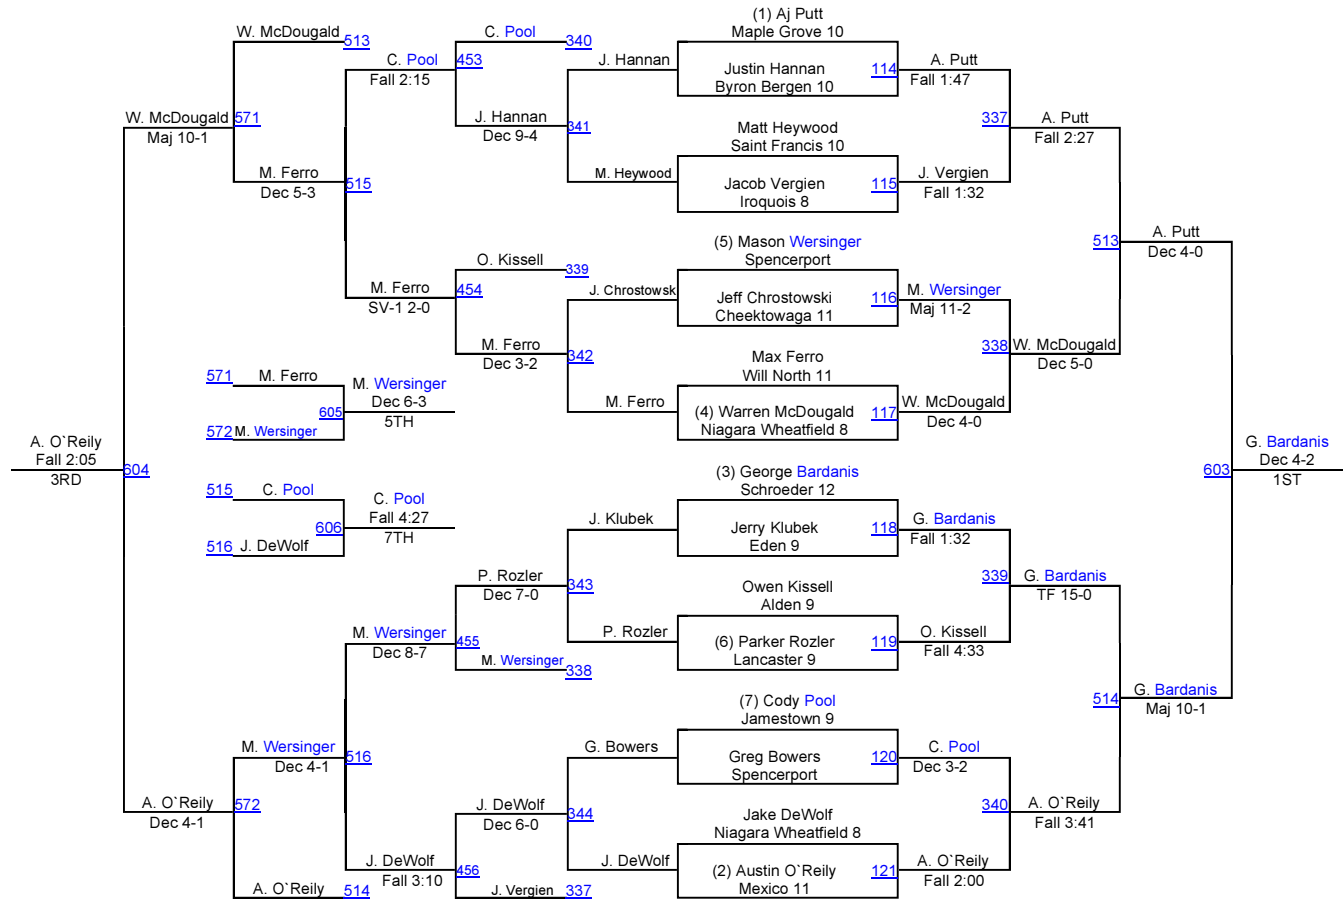 (1) Aj Putt
W. McDougald
513
C. Pool
340
Maple Grove 10
C. Pool
453
J. Hannan
Justin Hannan
114
A. Putt
Fall 2:15
Byron Bergen 10
Fall 1:47
W. McDougald
571
J. Hannan
341
Matt Heywood
337
A. Putt
Maj 10-1
Dec 9-4
Saint Francis 10
Fall 2:27
M. Ferro
515
M. Heywood
Jacob Vergien
115
J. Vergien
Dec 5-3
Iroquois 8
Fall 1:32
(5) Mason Wersinger
513
A. Putt
O. Kissell
339
Spencerport
Dec 4-0
M. Ferro
454
J. Chrostowsk
Jeff Chrostowski
116
M. Wersinger
SV-1 2-0
Cheektowaga 11
Maj 11-2
M. Ferro
342
Max Ferro
338
W. McDougald
Dec 3-2
Will North 11
Dec 5-0
571
M. Ferro
M. Wersinger
Dec 6-3
605
5TH
572
M. Wersinger
M. Ferro
(4) Warren McDougald
117
W. McDougald
Niagara Wheatfield 8
Dec 4-0
A. O`Reily
Fall 2:05
604
3RD
(3) George Bardanis
603
G. Bardanis
Dec 4-2
1ST
515
C. Pool
C. Pool
Schroeder 12
Fall 4:27
606
7TH
516
J. DeWolf
J. Klubek
Jerry Klubek
118
G. Bardanis
Eden 9
Fall 1:32
P. Rozler
343
Owen Kissell
339
G. Bardanis
Dec 7-0
Alden 9
TF 15-0
M. Wersinger
455
P. Rozler
(6) Parker Rozler
119
O. Kissell
Dec 8-7
Lancaster 9
Fall 4:33
M. Wersinger
338
(7) Cody Pool
514
G. Bardanis
Jamestown 9
Maj 10-1
M. Wersinger
516
G. Bowers
Greg Bowers
120
C. Pool
Dec 4-1
Spencerport
Dec 3-2
A. O`Reily
572
J. DeWolf
344
Jake DeWolf
340
A. O`Reily
Dec 4-1
Dec 6-0
Niagara Wheatfield 8
Fall 3:41
J. DeWolf
456
J. DeWolf
(2) Austin O`Reily
121
A. O`Reily
Fall 3:10
Mexico 11
Fall 2:00
A. O`Reily
514
J. Vergien
337